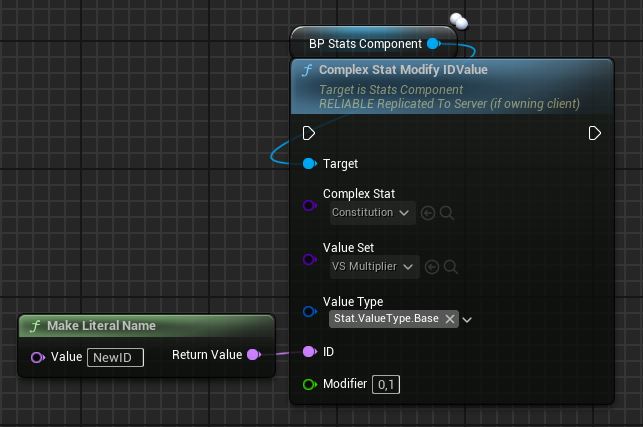 BP Stats Component
Complex Stat Modify IDValue
Target is Stats Component
RELIABLE Replicated To Server (if owning client)
Target
Complex Stat
Constitution
Value Set
VS Multiplier
Value Type
Stat.ValueType.Base
Make Literal Name
Value NewID Return Value
ID
Modifier 0,1